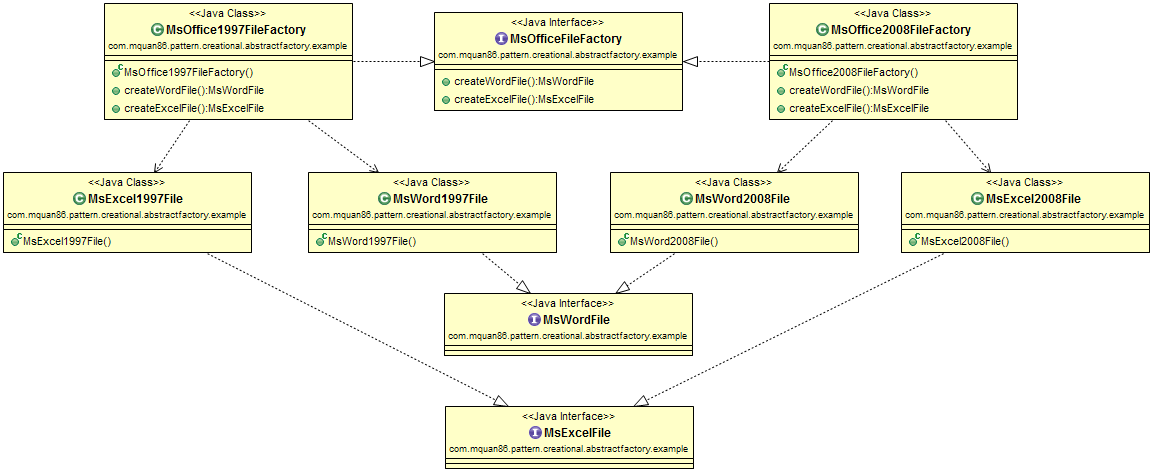 <<Java Class>>
MsOffice1997FileFactory
com.mquan86.pattern.creational.abstractfactory.example
MsOffice1997FileFactory()
createWordFile():MsWordFile
createExcelFile():MsExcelFile
<<Java Interface>>
MsOfficeFileFactory
com.mquan86.pattern.creational.abstractfactory.example
createWordFile():MsWordFile
createExcelFile():MsExcelFile
<<Java Class>>
MsOffice2008FileFactory
com.mquan86.pattern.creational.abstractfactory.example
MsOffice2008FileFactory()
createWordFile():MsWordFile
createExcelFile():MsExcelFile
<<Java Class>>
MsExcel1997File
com.mquan86.pattern.creational.abstractfactory.example
MsExcel1997File()
<<Java Class>>
MsWord1997File
com.mquan86.pattern.creational.abstractfactory.example
MsWord1997File()
<<Java Class>>
MsWord2008File
com.mquan86.pattern.creational.abstractfactory.example
MsWord2008File()
<<Java Class>>
MsExcel2008File
com.mquan86.pattern.creational.abstractfactory.example
MsExcel2008File()
<<Java Interface>>
MsWordFile
com.mquan86.pattern.creational.abstractfactory.example
<<Java Interface>>
MsExcelFile
com.mquan86.pattern.creational.abstractfactory.example